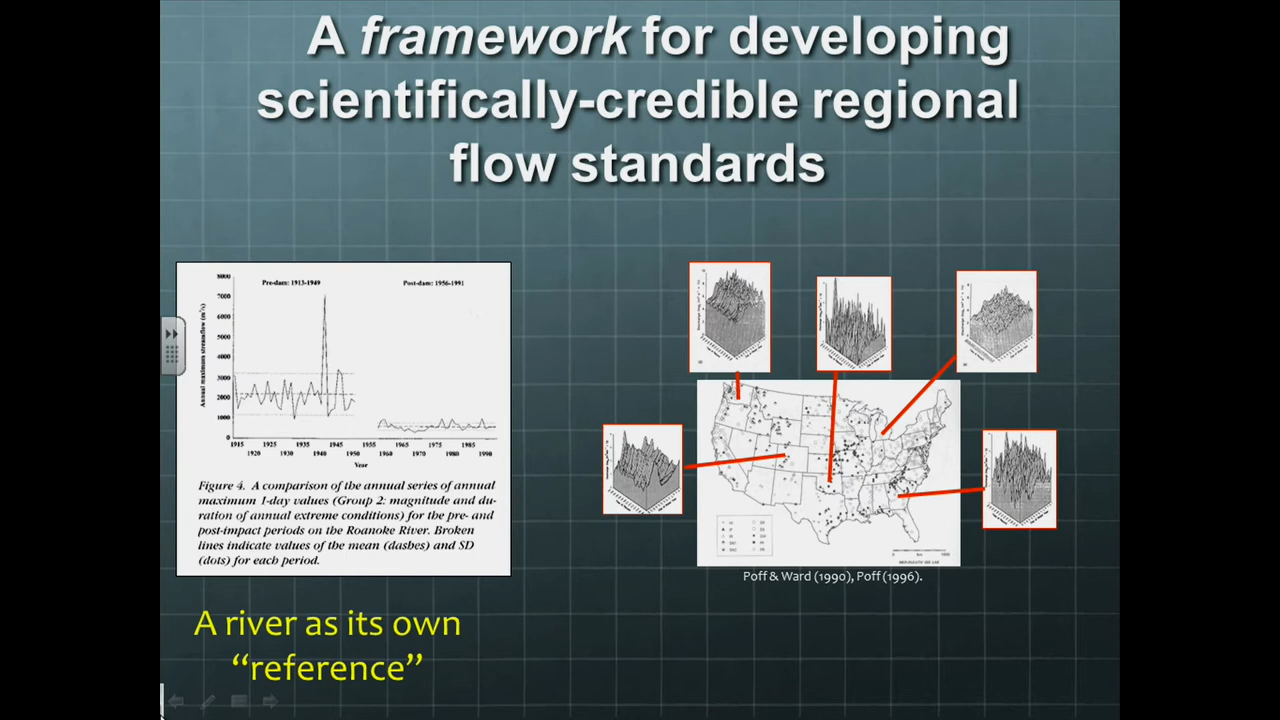 A framework for developing
scientifically-credible regional
flow standards
8000
7000
6000
5000
4000
3000
2000
1000
0
Annual maximum streamflow (m³/s)
Pre-dam: 1913-1949
Post-dam: 1956-1991
1915 1925 1935 1945 1955 1965 1975 1985
1920 1930 1940 1950 1960 1970 1980 1990
Year
Figure 4. A comparison of the annual series of annual
maximum 1-day values (Group 2: magnitude and du-
ration of annual extreme conditions) for the pre- and
post-impact periods on the Roanoke River. Broken
lines indicate values of the mean (dashes) and SD
(dots) for each period.
Poff & Ward (1990), Poff (1996).
A river as its own
“reference”